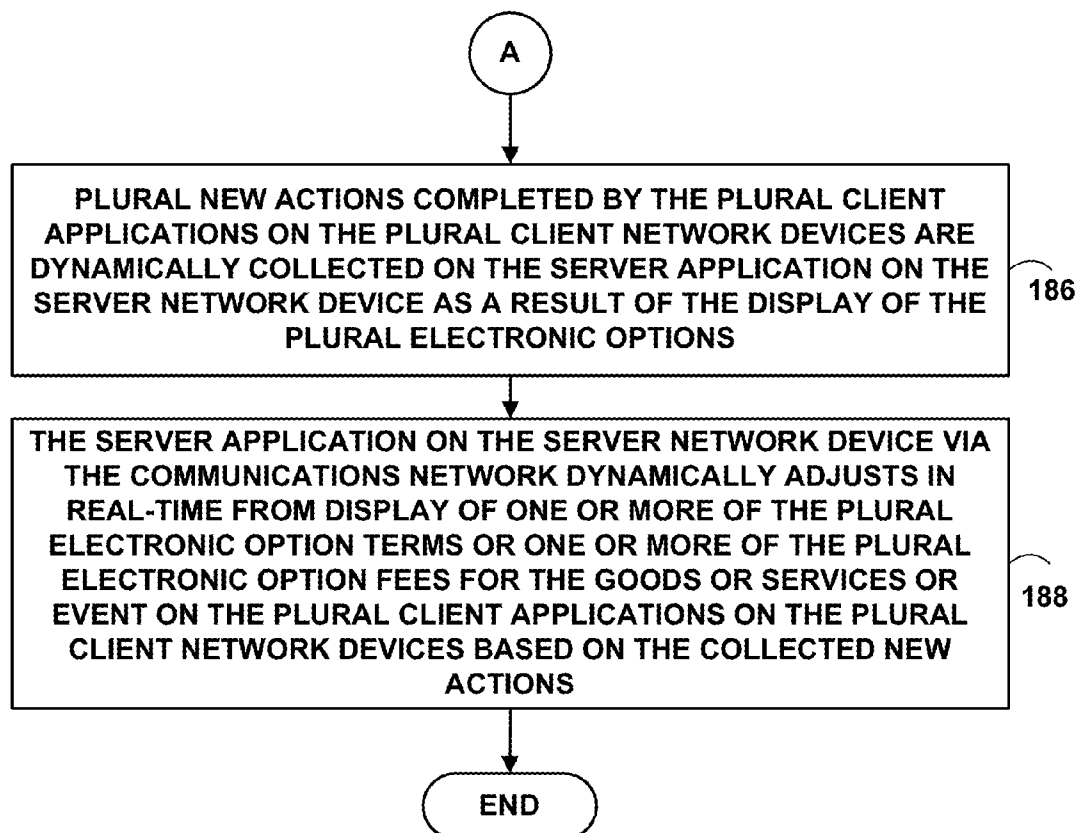 A
PLURAL NEW ACTIONS COMPLETED BY THE PLURAL CLIENT
APPLICATIONS ON THE PLURAL CLIENT NETWORK DEVICES ARE
DYNAMICALLY COLLECTED ON THE SERVER APPLICATION ON THE
SERVER NETWORK DEVICE AS A RESULT OF THE DISPLAY OF THE
PLURAL ELECTRONIC OPTIONS
186
THE SERVER APPLICATION ON THE SERVER NETWORK DEVICE VIA
THE COMMUNICATIONS NETWORK DYNAMICALLY ADJUSTS IN
REAL-TIME FROM DISPLAY OF ONE OR MORE OF THE PLURAL
ELECTRONIC OPTION TERMS OR ONE OR MORE OF THE PLURAL
ELECTRONIC OPTION FEES FOR THE GOODS OR SERVICES OR
EVENT ON THE PLURAL CLIENT APPLICATIONS ON THE PLURAL
CLIENT NETWORK DEVICES BASED ON THE COLLECTED NEW
ACTIONS
188
END